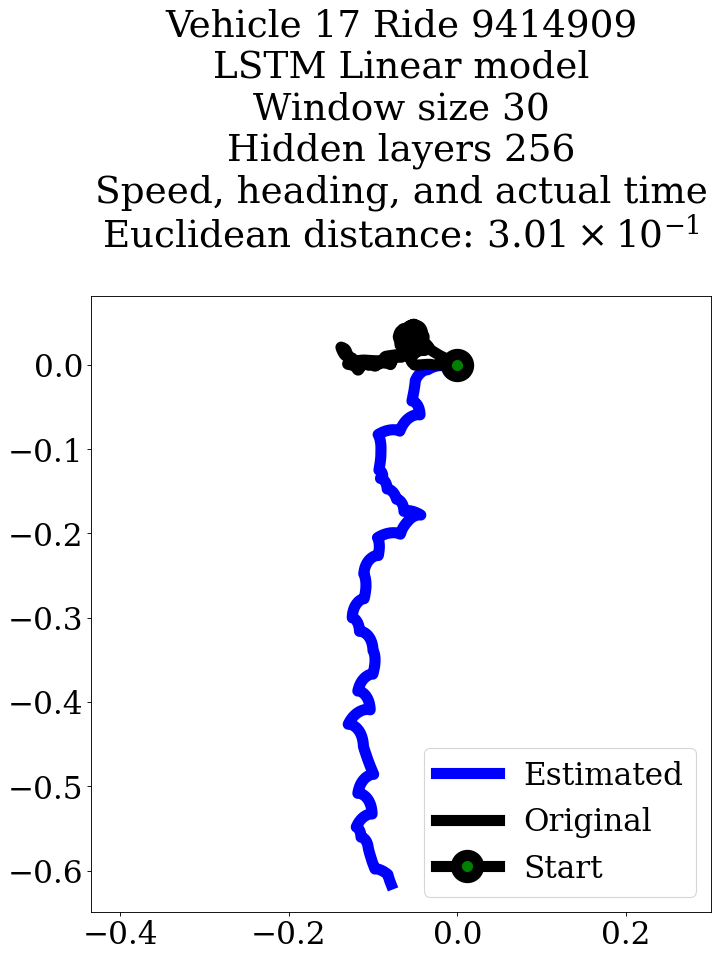 Vehicle 17 Ride 9414909
LSTM Linear model
Window size 30
Hidden layers 256
Speed, heading, and actual time
Euclidean distance: 3.01 × 10⁻¹
0.0
−0.1
−0.2
−0.3
−0.4
−0.5
−0.6
Estimated
Original
Start
−0.4 −0.2 0.0 0.2